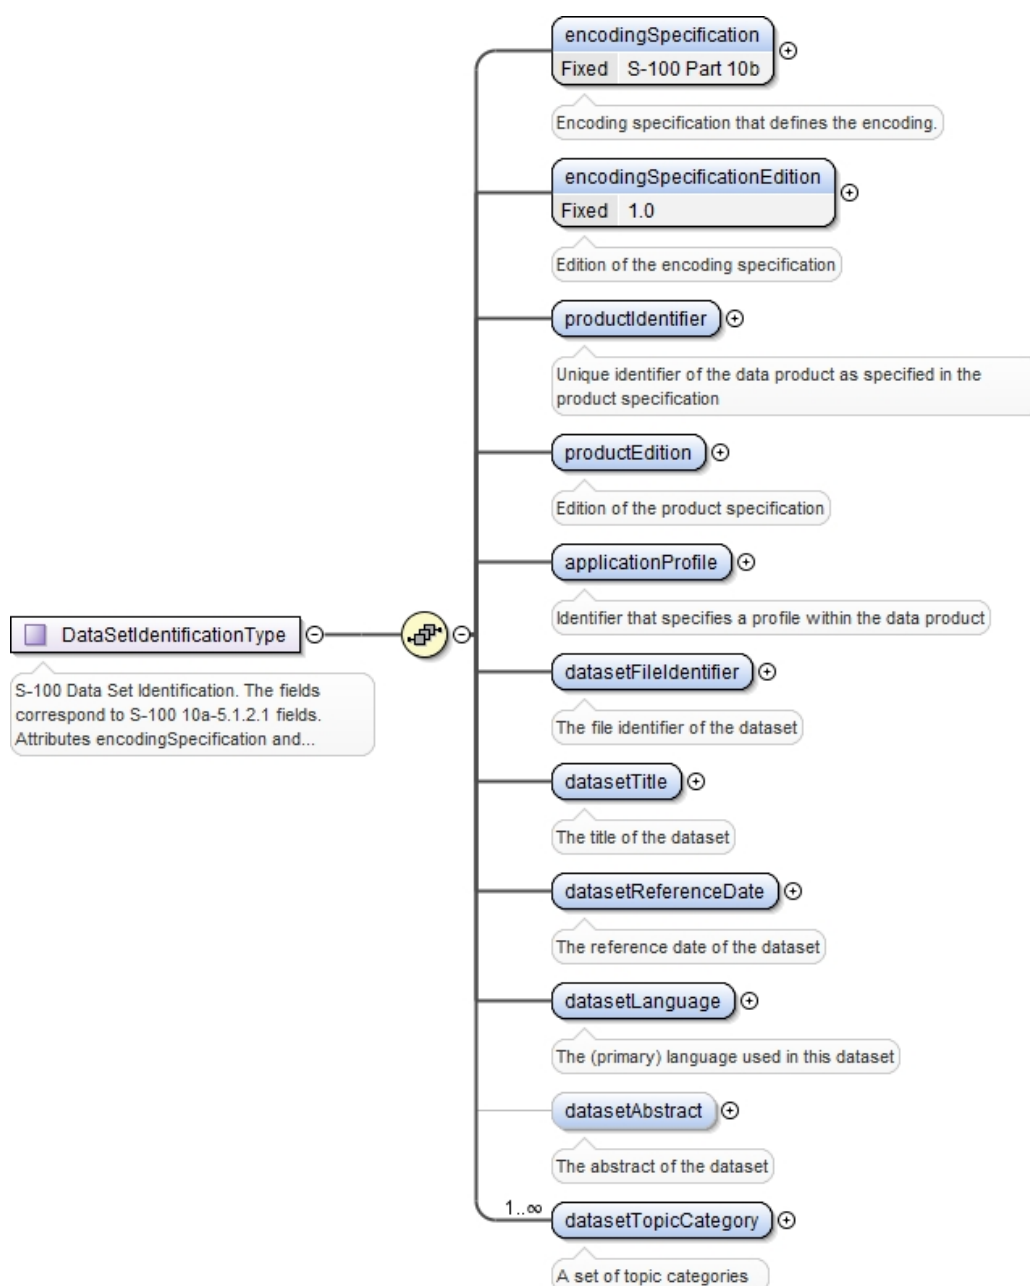 encodingSpecification
Fixed S-100 Part 10b
Encoding specification that defines the encoding.
encodingSpecificationEdition
Fixed 1.0
Edition of the encoding specification
productIdentifier
Unique identifier of the data product as specified in the
product specification
productEdition
Edition of the product specification
applicationProfile
Identifier that specifies a profile within the data product
DataSetIdentificationType
S-100 Data Set Identification. The fields
correspond to S-100 10a-5.1.2.1 fields.
Attributes encodingSpecification and...
datasetFileIdentifier
The file identifier of the dataset
datasetTitle
The title of the dataset
datasetReferenceDate
The reference date of the dataset
datasetLanguage
The (primary) language used in this dataset
datasetAbstract
The abstract of the dataset
1..∞
datasetTopicCategory
A set of topic categories